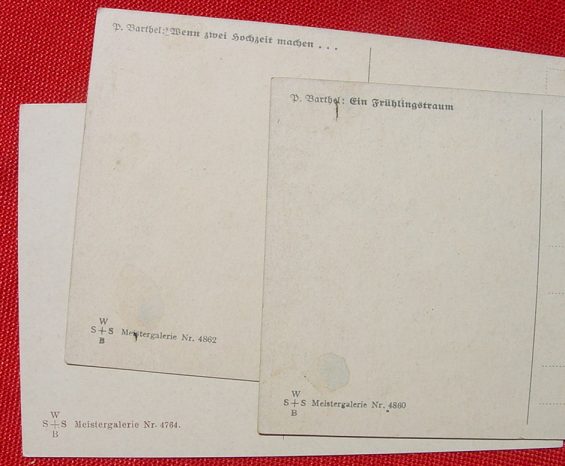 P. Barthel: Wenn zwei Hochzeit machen . . .
W
S+S Meistergalerie Nr. 4862
B
P. Barthel: Ein Frühlingstraum
W
S+S Meistergalerie Nr. 4860
B
W
S+S Meistergalerie Nr. 4764.
B